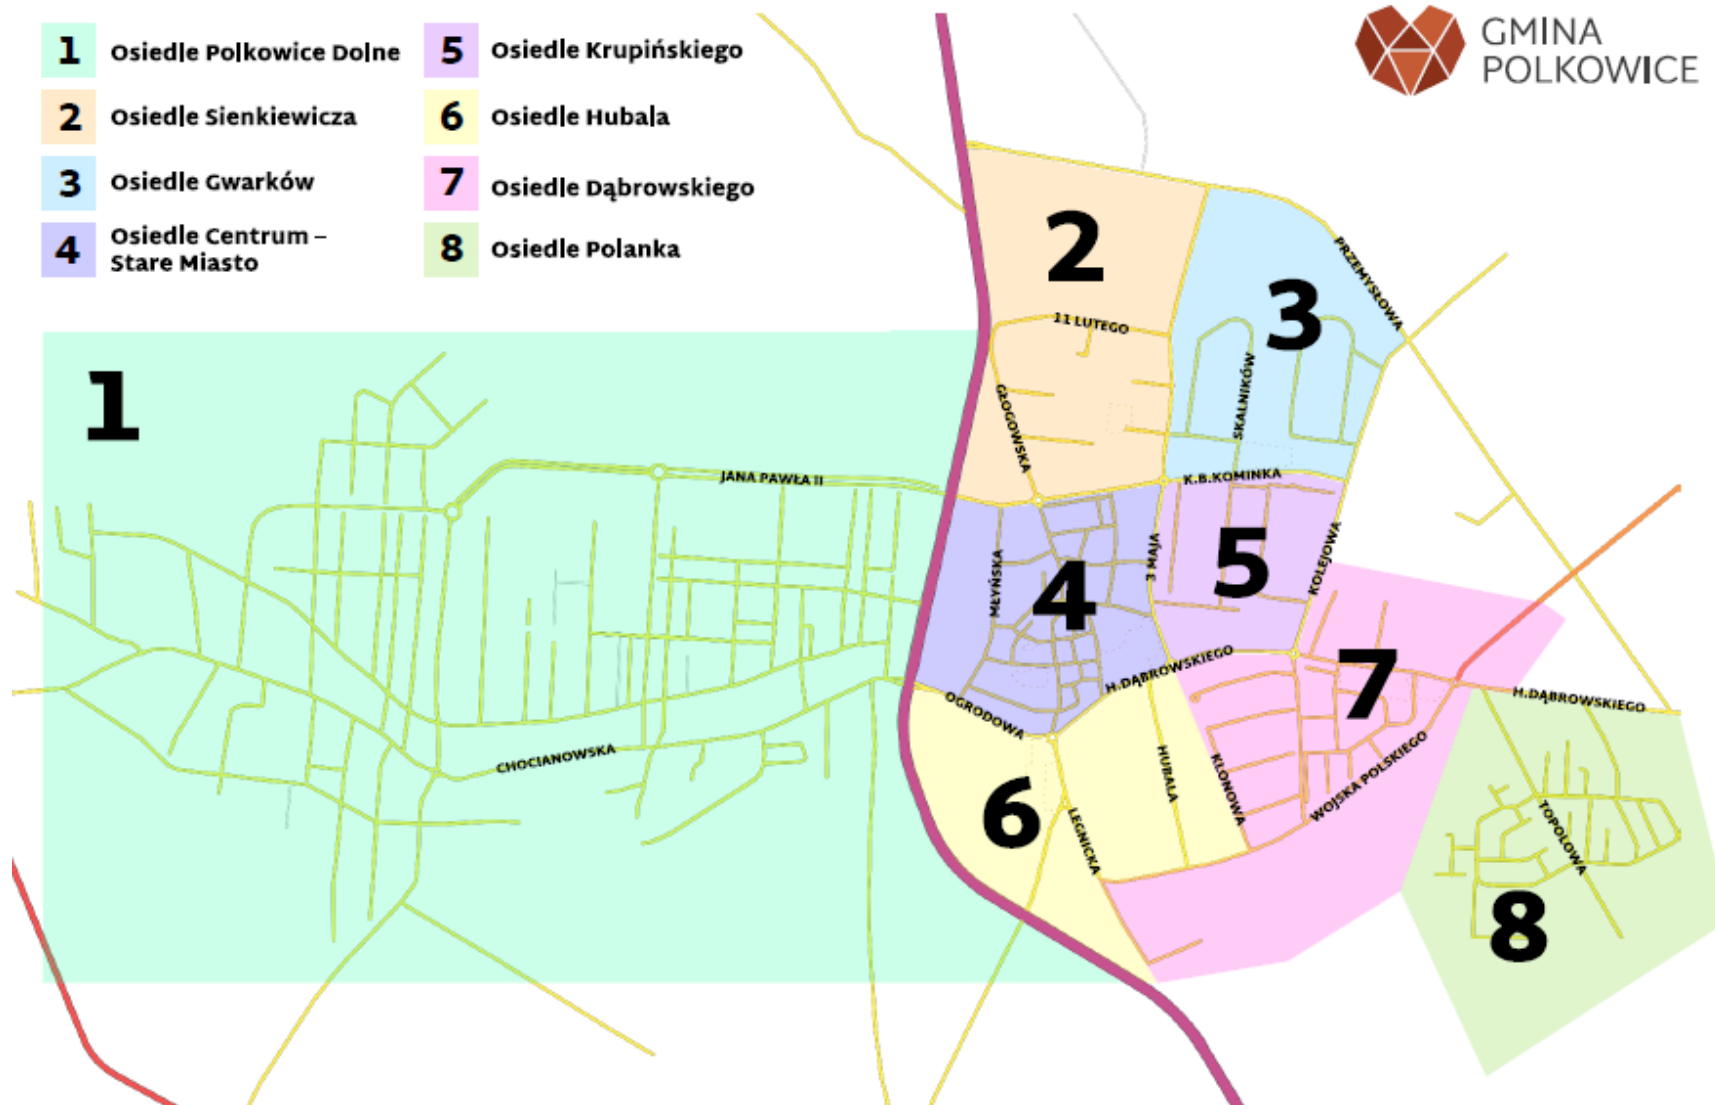 1 Osiedle Polkowice Dolne
2 Osiedle Sienkiewicza
3 Osiedle Gwarków
4 Osiedle Centrum –
Stare Miasto
5 Osiedle Krupińskiego
6 Osiedle Hubala
7 Osiedle Dąbrowskiego
8 Osiedle Polanka
GMINA
POLKOWICE
2
PRZEMYSŁOWA
3
11 LUTEGO
1
SKALNIKÓW
GŁOGOWSKA
JANA PAWŁA II
K.B.KOMINKA
5
3 MAJA
KOLEJOWA
MŁYŃSKA
4
7
H.DĄBROWSKIEGO
H.DĄBROWSKIEGO
OGRODOWA
CHOCIANOWSKA
HUBALA
KLONOWA
WOJSKA POLSKIEGO
6
LEGNICKA
TOPOLOWA
8